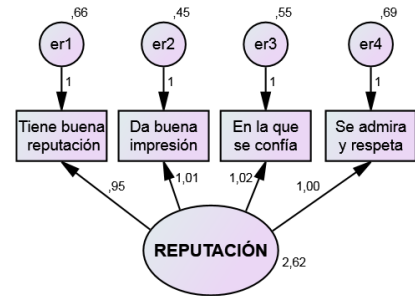 ,66 ,45 ,55 ,69
er1 er2 er3 er4
1 1 1 1
Tiene buena
reputación
Da buena
impresión
En la que
se confía
Se admira
y respeta
,95 1,01 1,02 1,00
REPUTACIÓN
2,62